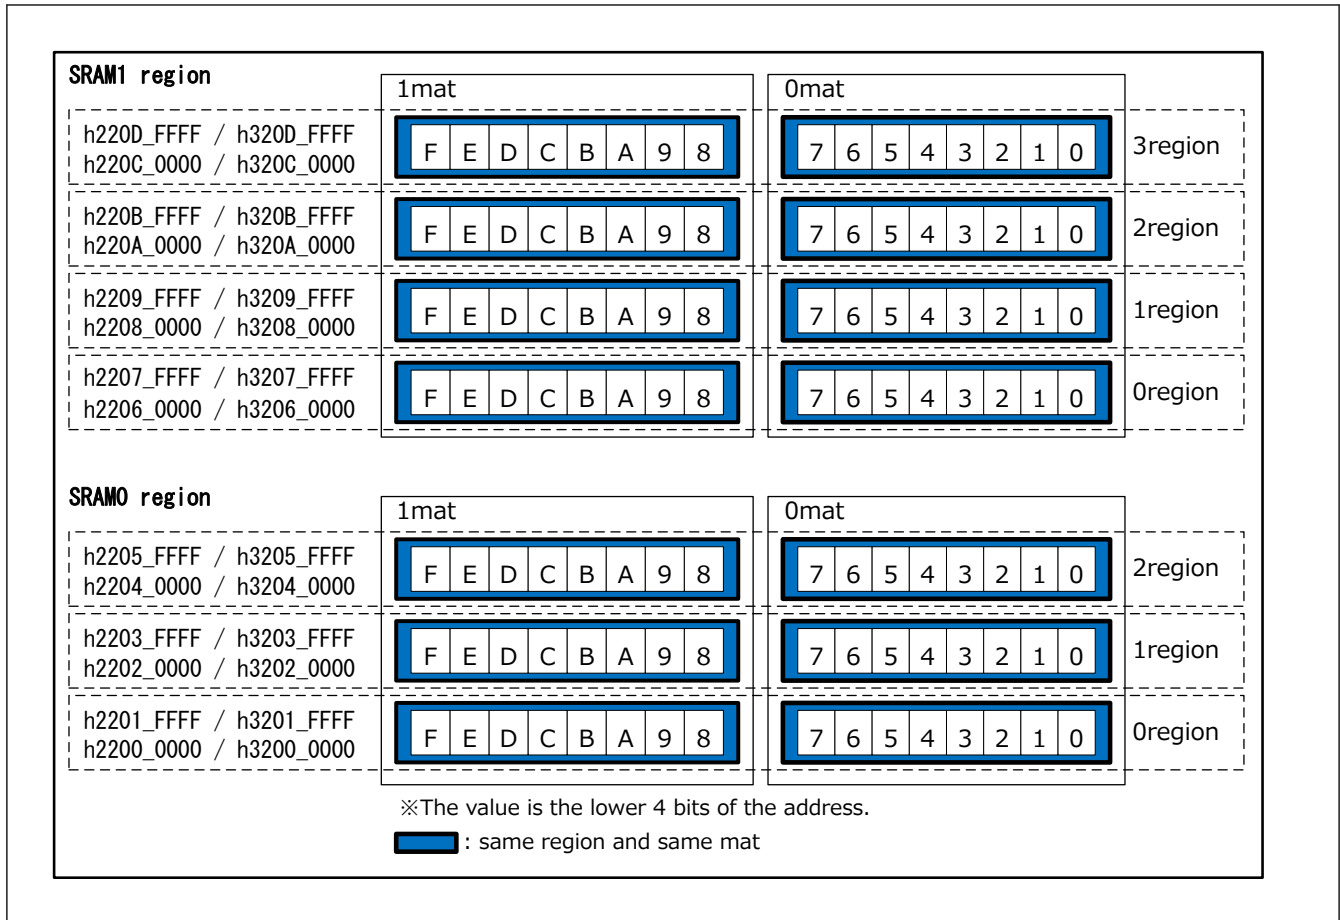 SRAM1 region
1mat 0mat
h220D_FFFF / h320D_FFFF
h220C_0000 / h320C_0000
F E D C B A 9 8 7 6 5 4 3 2 1 0 3region
h220B_FFFF / h320B_FFFF
h220A_0000 / h320A_0000
F E D C B A 9 8 7 6 5 4 3 2 1 0 2region
h2209_FFFF / h3209_FFFF
h2208_0000 / h3208_0000
F E D C B A 9 8 7 6 5 4 3 2 1 0 1region
h2207_FFFF / h3207_FFFF
h2206_0000 / h3206_0000
F E D C B A 9 8 7 6 5 4 3 2 1 0 0region
SRAM0 region
1mat 0mat
h2205_FFFF / h3205_FFFF
h2204_0000 / h3204_0000
F E D C B A 9 8 7 6 5 4 3 2 1 0 2region
h2203_FFFF / h3203_FFFF
h2202_0000 / h3202_0000
F E D C B A 9 8 7 6 5 4 3 2 1 0 1region
h2201_FFFF / h3201_FFFF
h2200_0000 / h3200_0000
F E D C B A 9 8 7 6 5 4 3 2 1 0 0region
※The value is the lower 4 bits of the address.
: same region and same mat